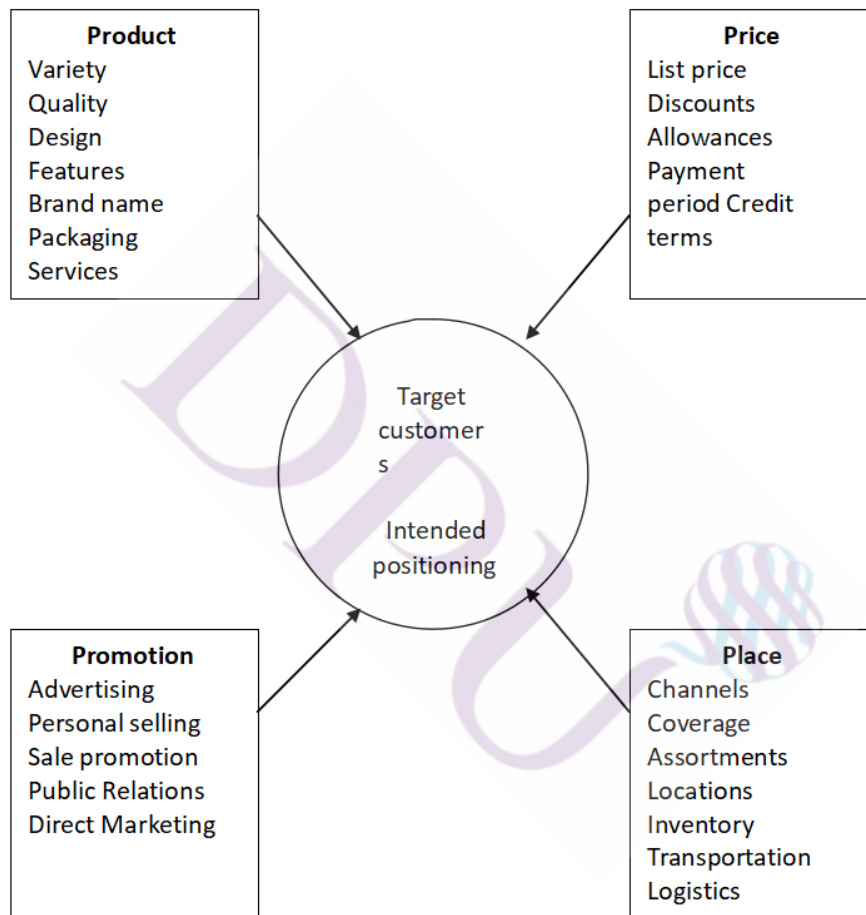 Product
Variety
Quality
Design
Features
Brand name
Packaging
Services
Price
List price
Discounts
Allowances
Payment
period Credit
terms
Target
customer
s
Intended
positioning
Promotion
Advertising
Personal selling
Sale promotion
Public Relations
Direct Marketing
Place
Channels
Coverage
Assortments
Locations
Inventory
Transportation
Logistics
DPU